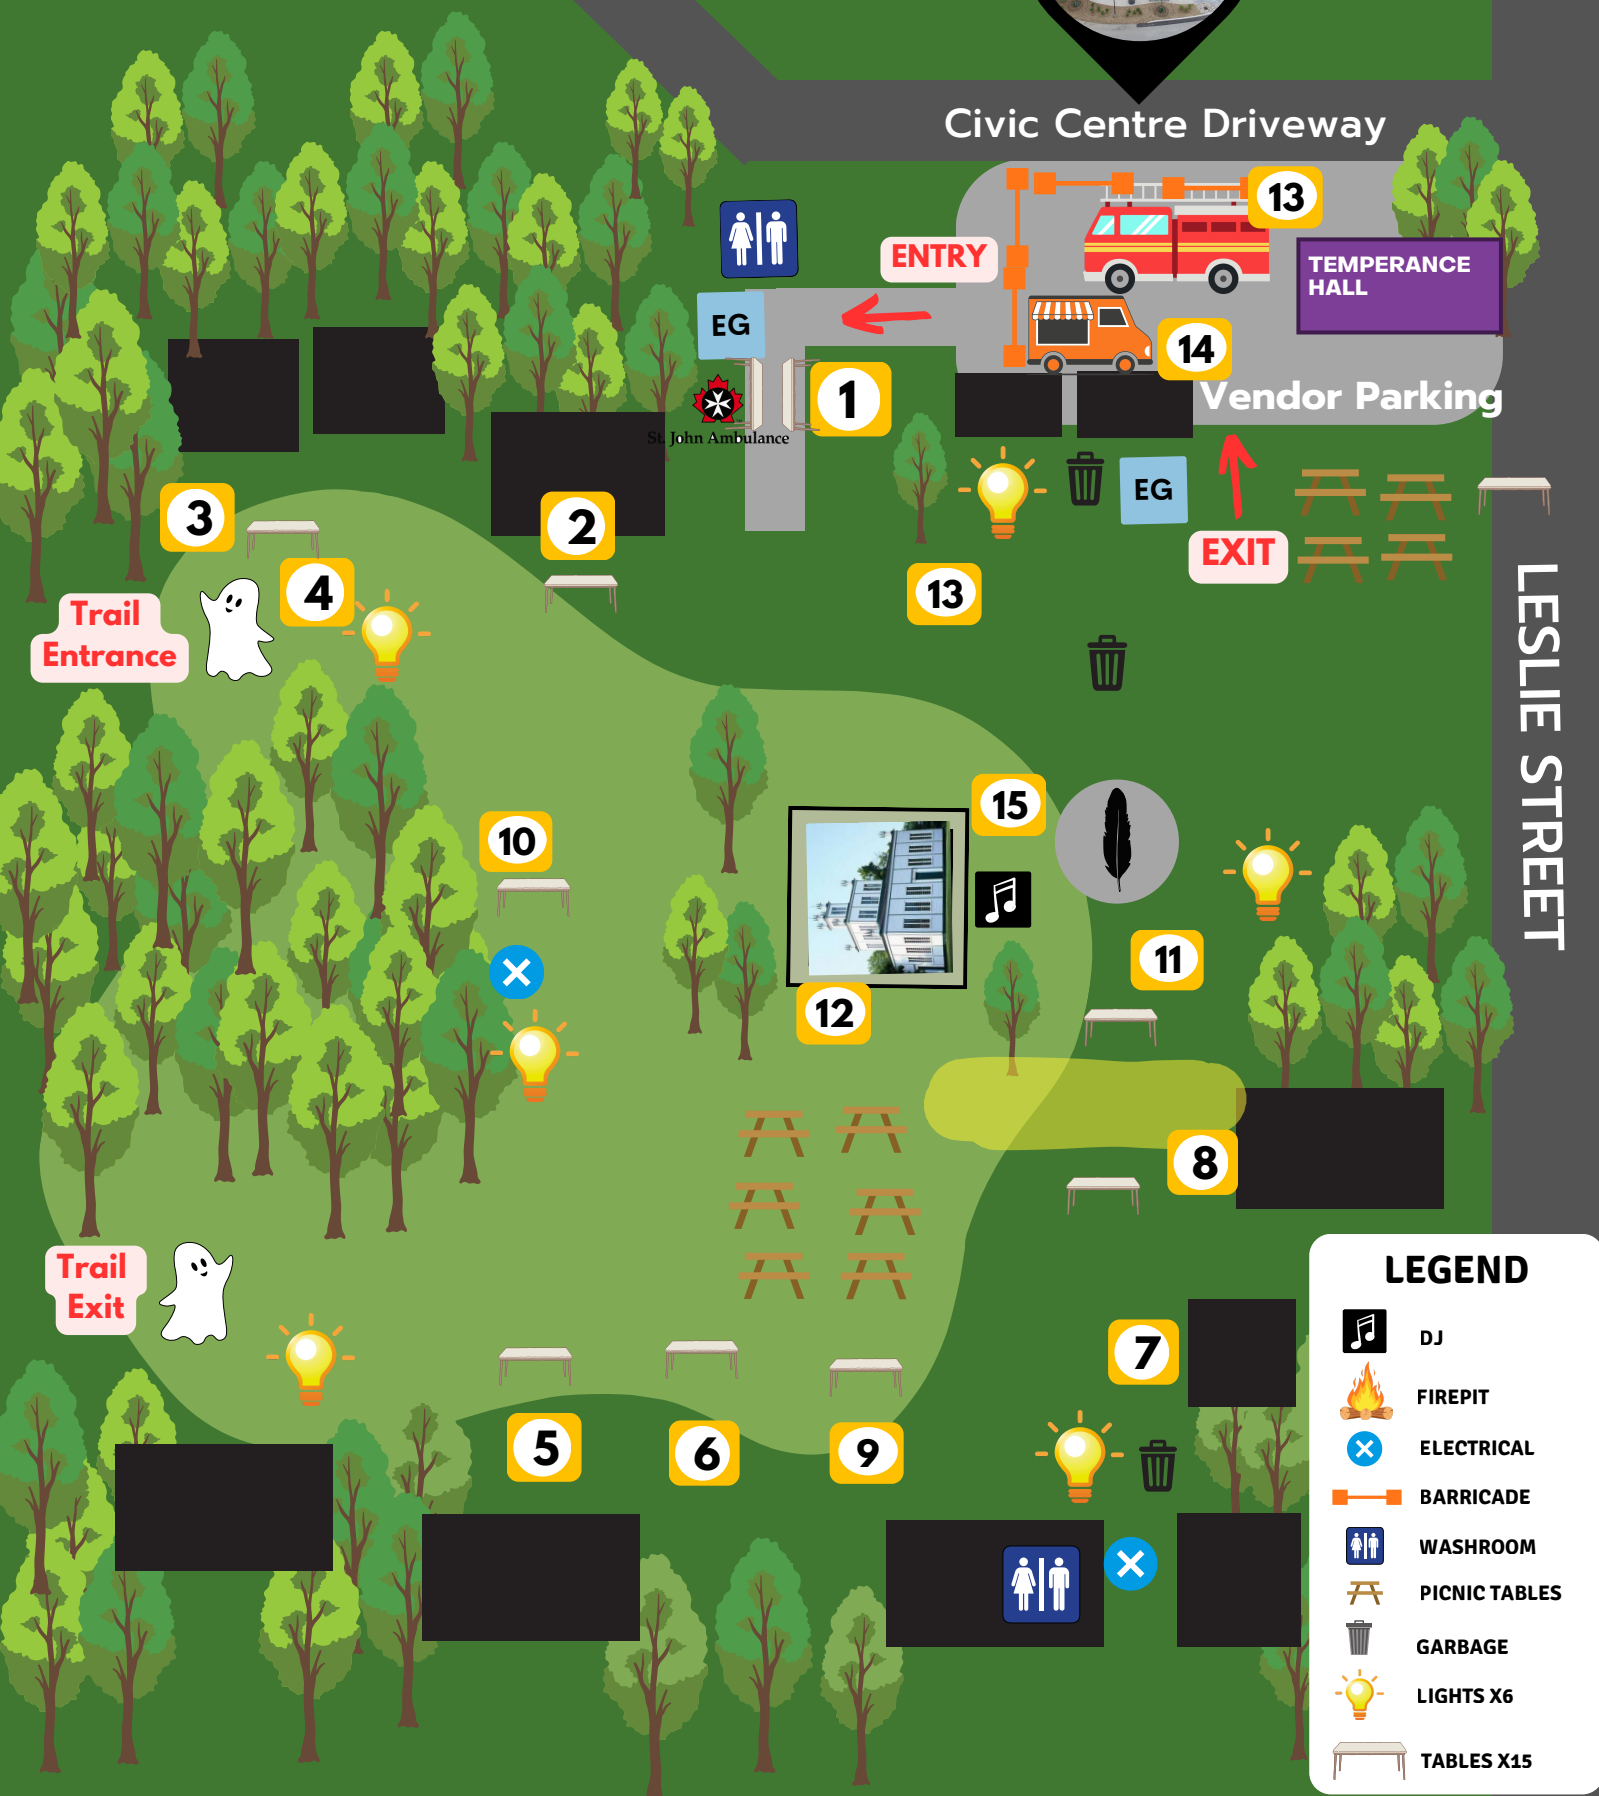 Civic Centre Driveway
13
ENTRY
TEMPERANCE
HALL
EG
14
1
Vendor Parking
St. John Ambulance
EG
3
2
EXIT
4
13
Trail
Entrance
LESLIE STREET
15
10
11
12
8
Trail
Exit
7
5
6
9
LEGEND
DJ
FIREPIT
ELECTRICAL
BARRICADE
WASHROOM
PICNIC TABLES
GARBAGE
LIGHTS X6
TABLES X15